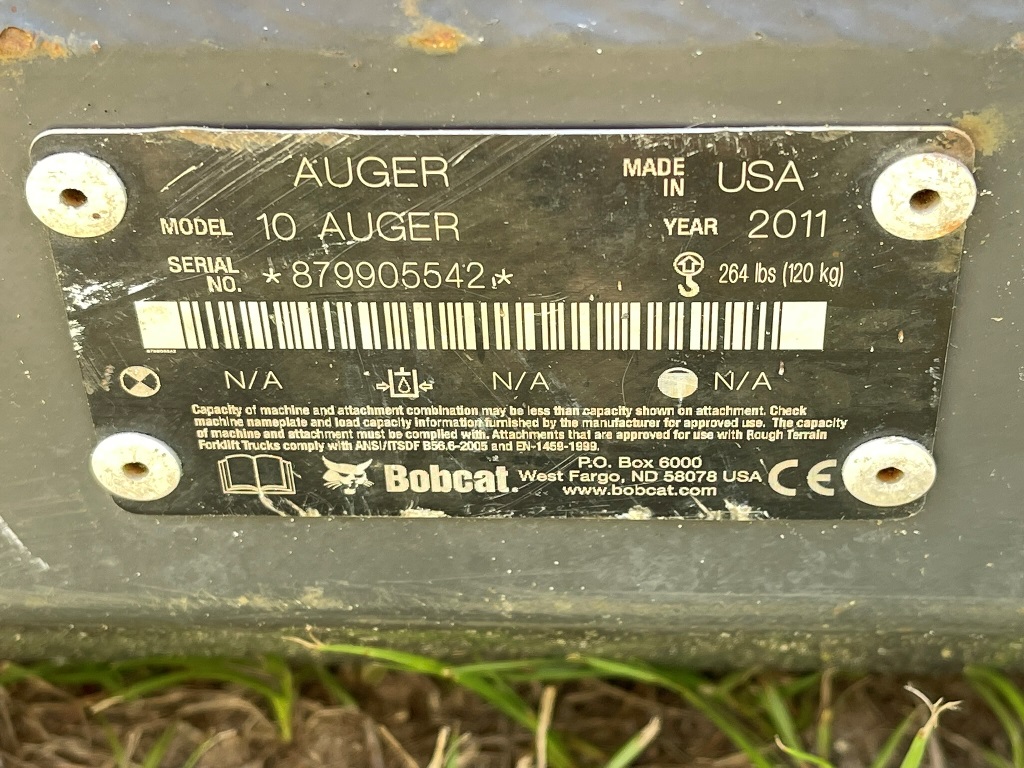 AUGER
MADE IN USA
MODEL 10 AUGER
YEAR 2011
SERIAL NO. *879905542*
264 lbs (120 kg)
N/A N/A N/A
Capacity of machine and attachment combination may be less than capacity shown on attachment. Check
machine nameplate and load capacity information furnished by the manufacturer for approved use. The capacity
of machine and attachment must be complied with. Attachments that are approved for use with Rough Terrain
Forklift Trucks comply with ANSI/ITSDF B56.6-2005 and EN-1459-1999.
Bobcat.
P.O. Box 6000
West Fargo, ND 58078 USA
www.bobcat.com
CE